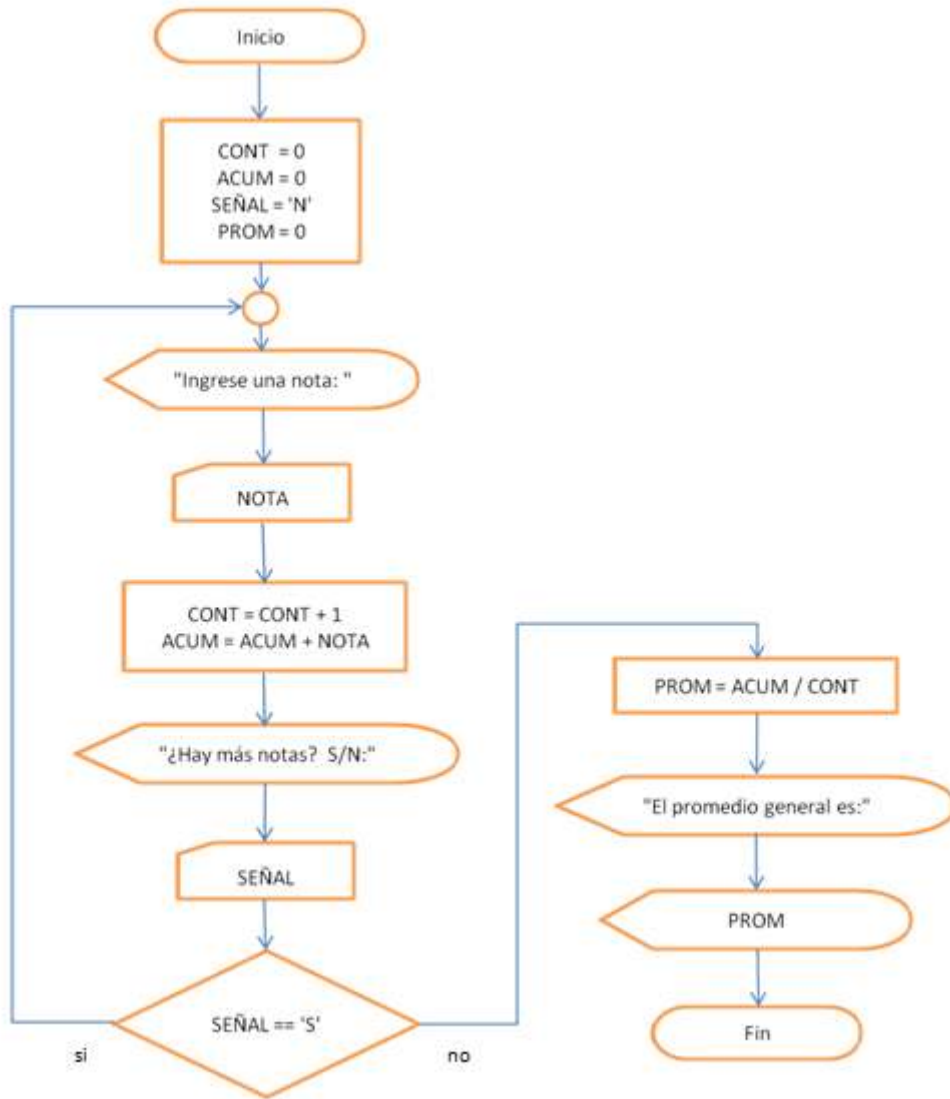 Inicio
CONT = 0
ACUM = 0
SEÑAL = 'N'
PROM = 0
"Ingrese una nota: "
NOTA
CONT = CONT + 1
ACUM = ACUM + NOTA
"¿Hay más notas? S/N:"
SEÑAL
SEÑAL == 'S'
si
no
PROM = ACUM / CONT
"El promedio general es:"
PROM
Fin